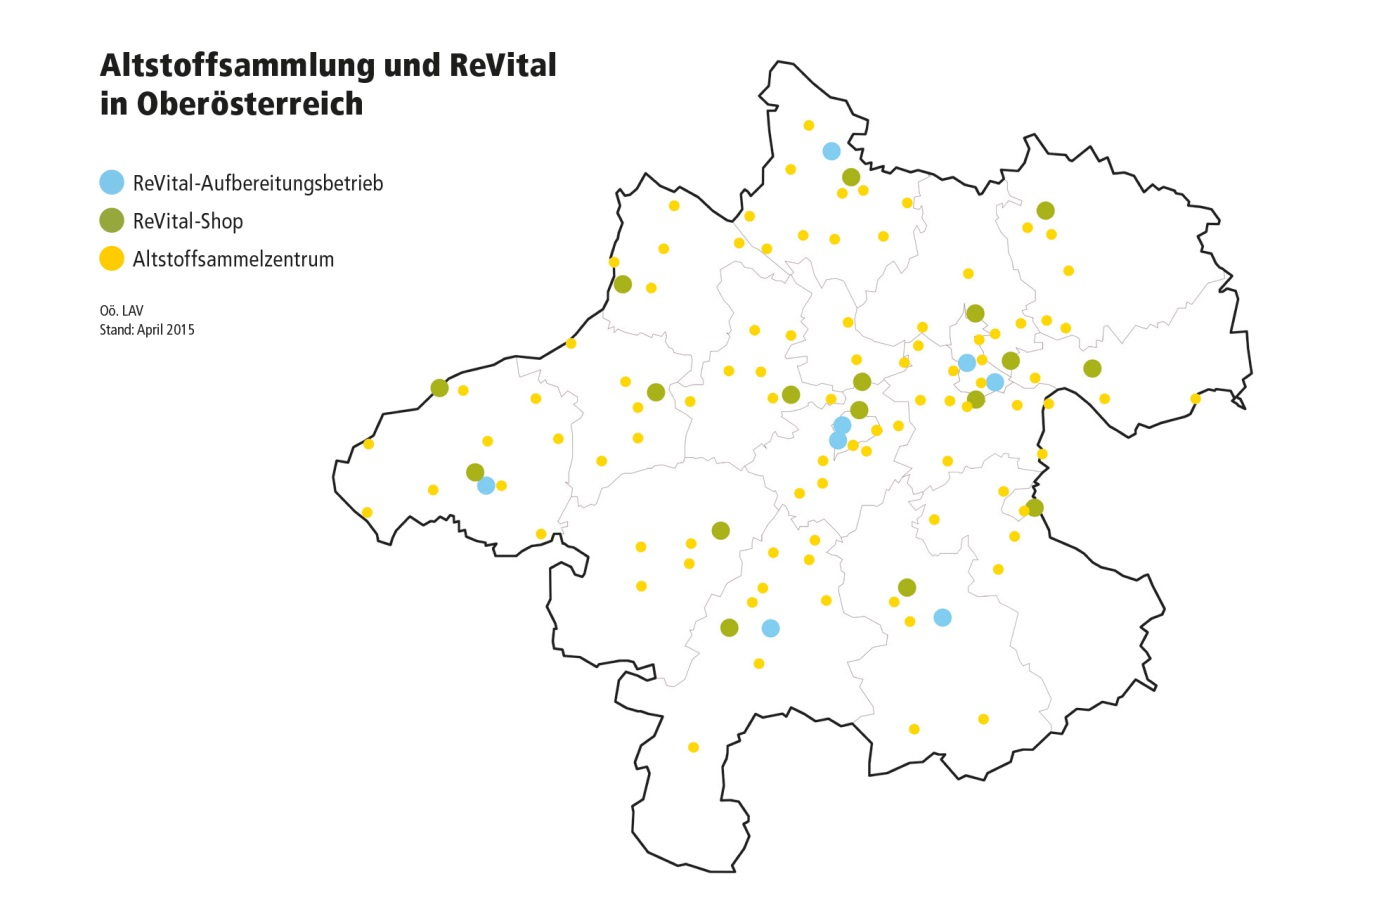 Altstoffsammlung und ReVital
in Oberösterreich
ReVital-Aufbereitungsbetrieb
ReVital-Shop
Altstoffsammelzentrum
Oö. LAV
Stand: April 2015